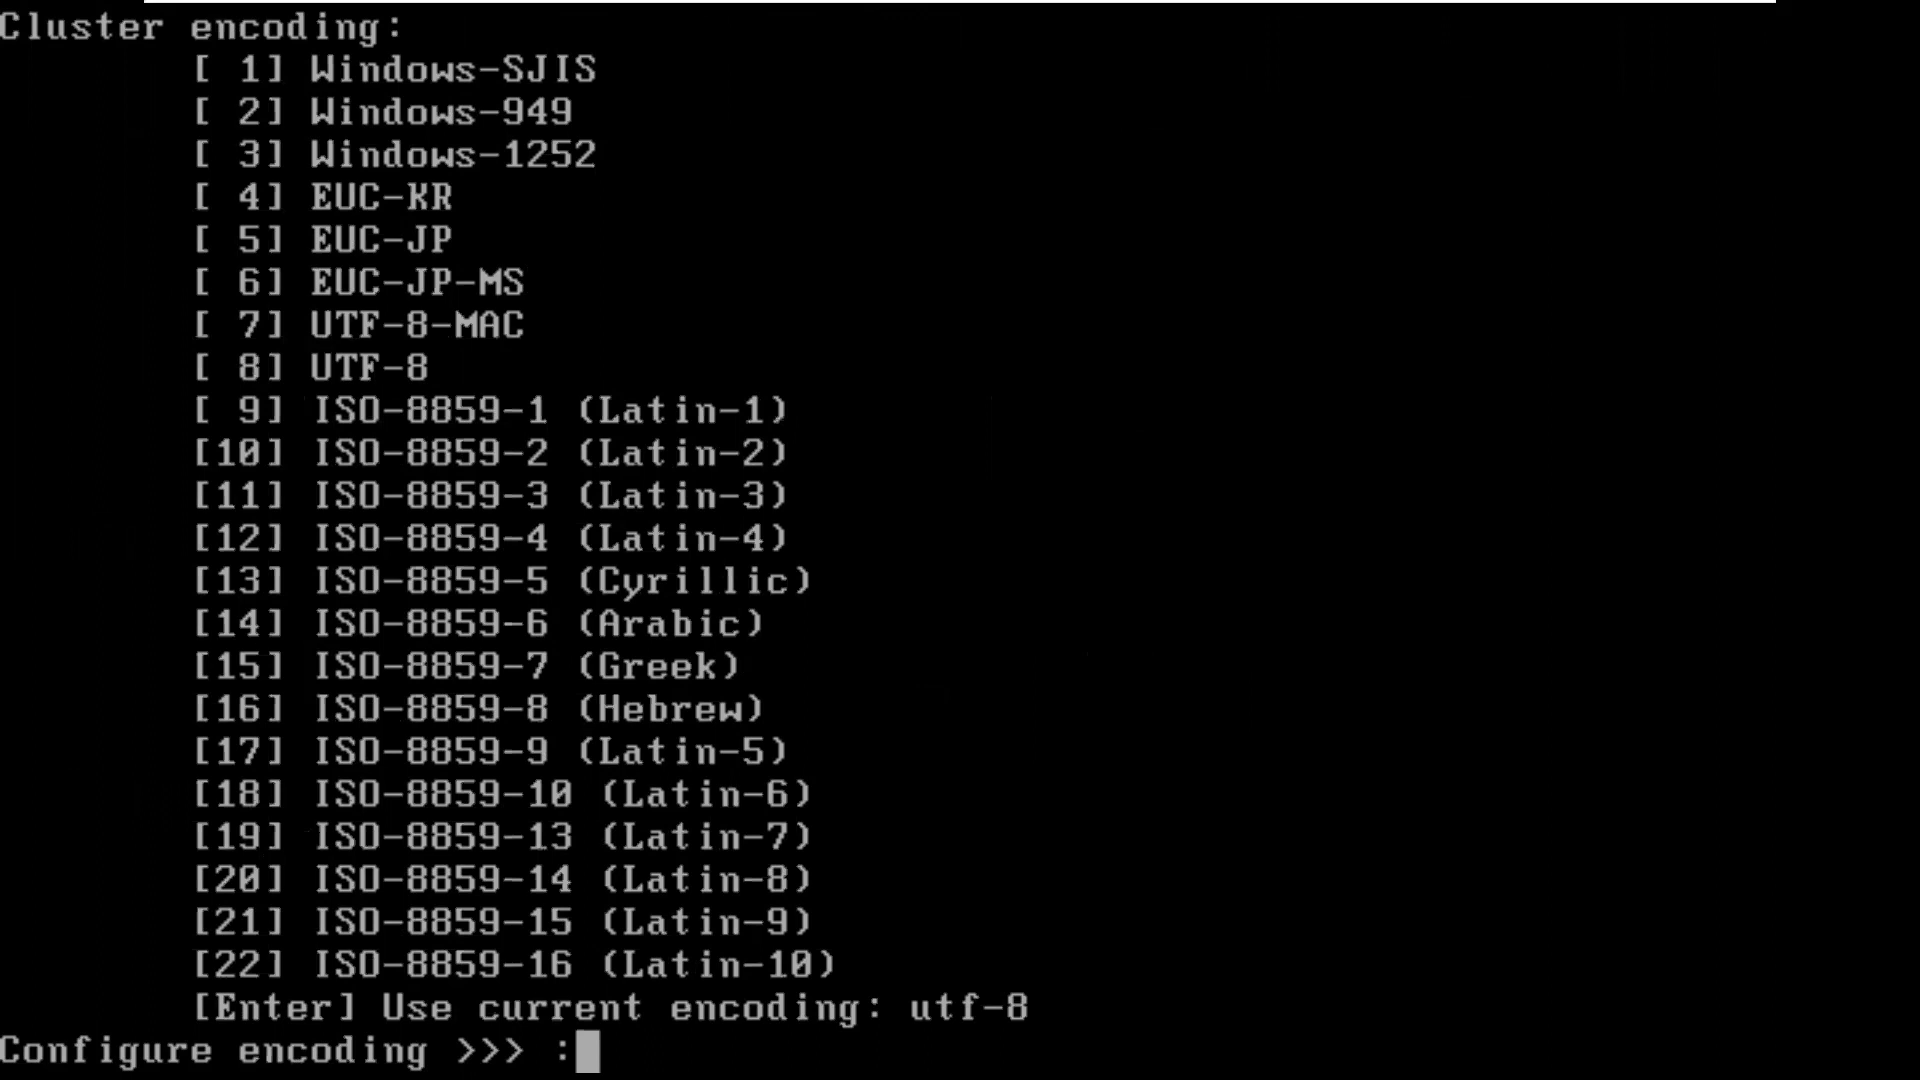 Cluster encoding:
[ 1] Windows-SJIS
[ 2] Windows-949
[ 3] Windows-1252
[ 4] EUC-KR
[ 5] EUC-JP
[ 6] EUC-JP-MS
[ 7] UTF-8-MAC
[ 8] UTF-8
[ 9] ISO-8859-1 (Latin-1)
[10] ISO-8859-2 (Latin-2)
[11] ISO-8859-3 (Latin-3)
[12] ISO-8859-4 (Latin-4)
[13] ISO-8859-5 (Cyrillic)
[14] ISO-8859-6 (Arabic)
[15] ISO-8859-7 (Greek)
[16] ISO-8859-8 (Hebrew)
[17] ISO-8859-9 (Latin-5)
[18] ISO-8859-10 (Latin-6)
[19] ISO-8859-13 (Latin-7)
[20] ISO-8859-14 (Latin-8)
[21] ISO-8859-15 (Latin-9)
[22] ISO-8859-16 (Latin-10)
[Enter] Use current encoding: utf-8
Configure encoding >>> :